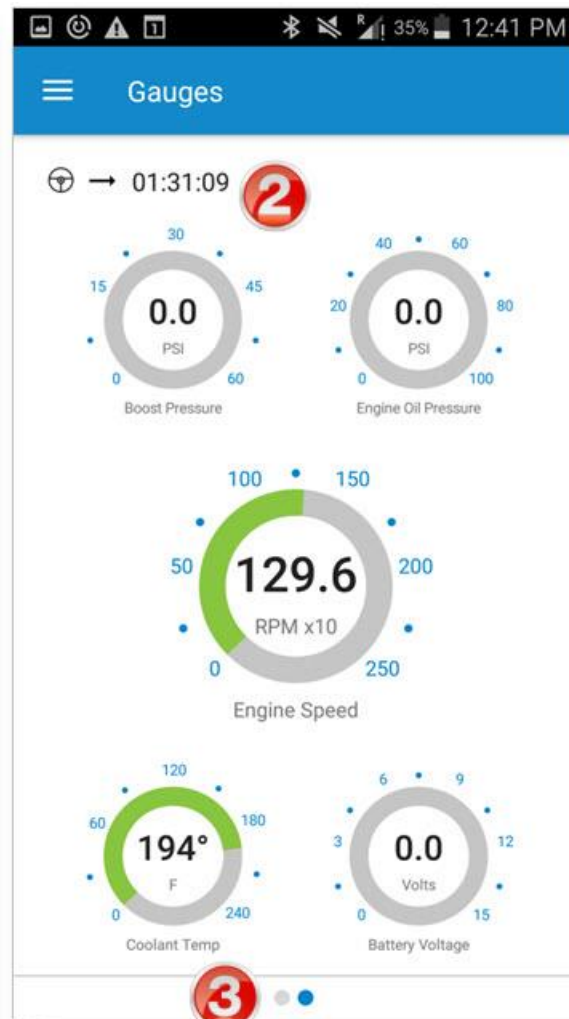 1 R 35% 12:41 PM
Gauges
→ 01:31:09 2
30
15 45
0.0
PSI
0 60
Boost Pressure
40 60
20 80
0.0
PSI
0 100
Engine Oil Pressure
100 150
50 200
129.6
RPM x10
0 250
Engine Speed
120
60 180
194°
F
0 240
Coolant Temp
6 9
3 12
0.0
Volts
0 15
Battery Voltage
3